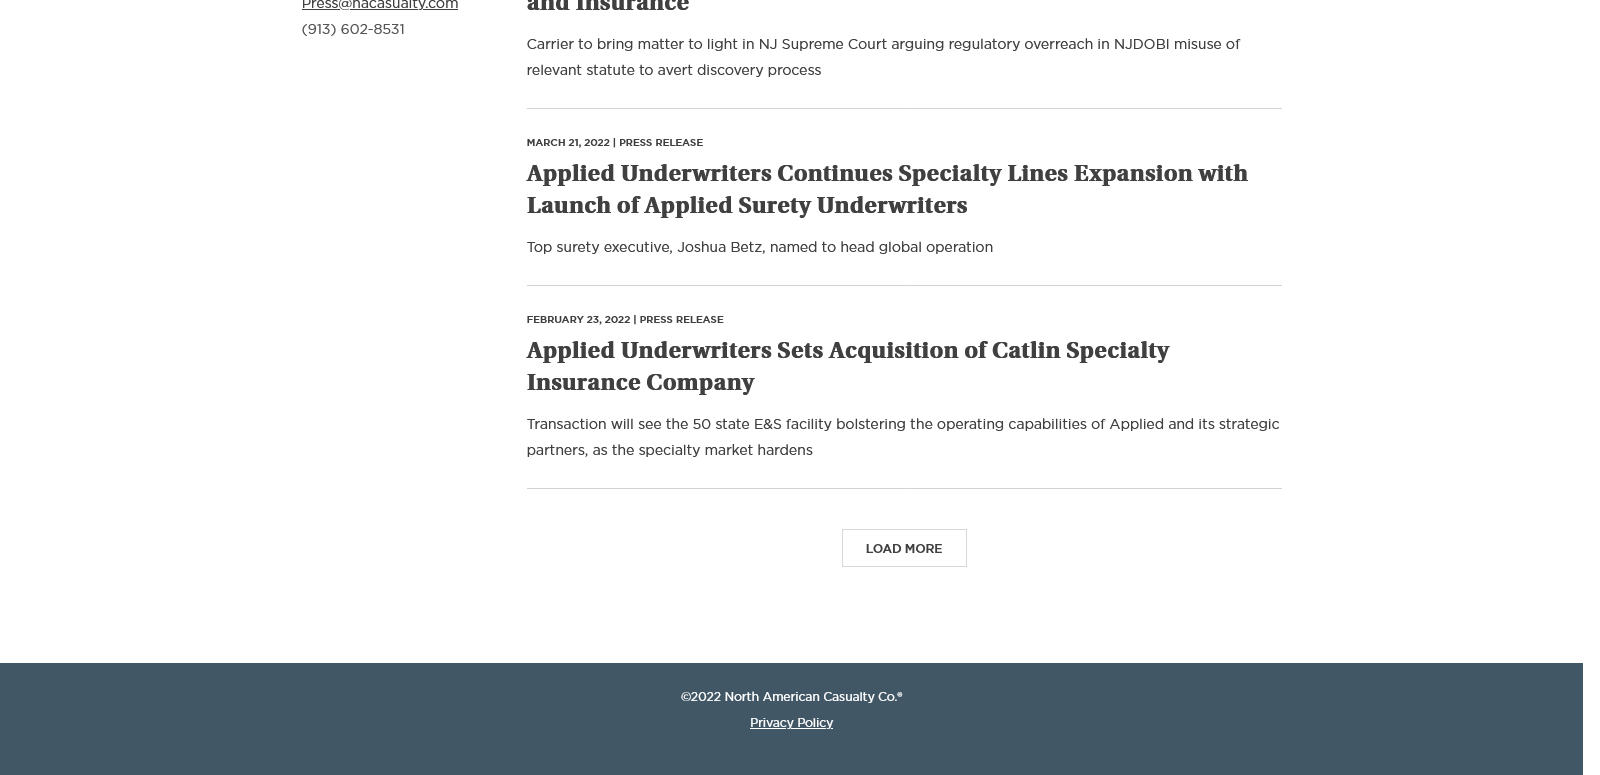 Press@nacasualty.com
(913) 602-8531
and Insurance
Carrier to bring matter to light in NJ Supreme Court arguing regulatory overreach in NJDOBI misuse of
relevant statute to avert discovery process
MARCH 21, 2022 | PRESS RELEASE
Applied Underwriters Continues Specialty Lines Expansion with
Launch of Applied Surety Underwriters
Top surety executive, Joshua Betz, named to head global operation
FEBRUARY 23, 2022 | PRESS RELEASE
Applied Underwriters Sets Acquisition of Catlin Specialty
Insurance Company
Transaction will see the 50 state E&S facility bolstering the operating capabilities of Applied and its strategic
partners, as the specialty market hardens
LOAD MORE
©2022 North American Casualty Co.®
Privacy Policy